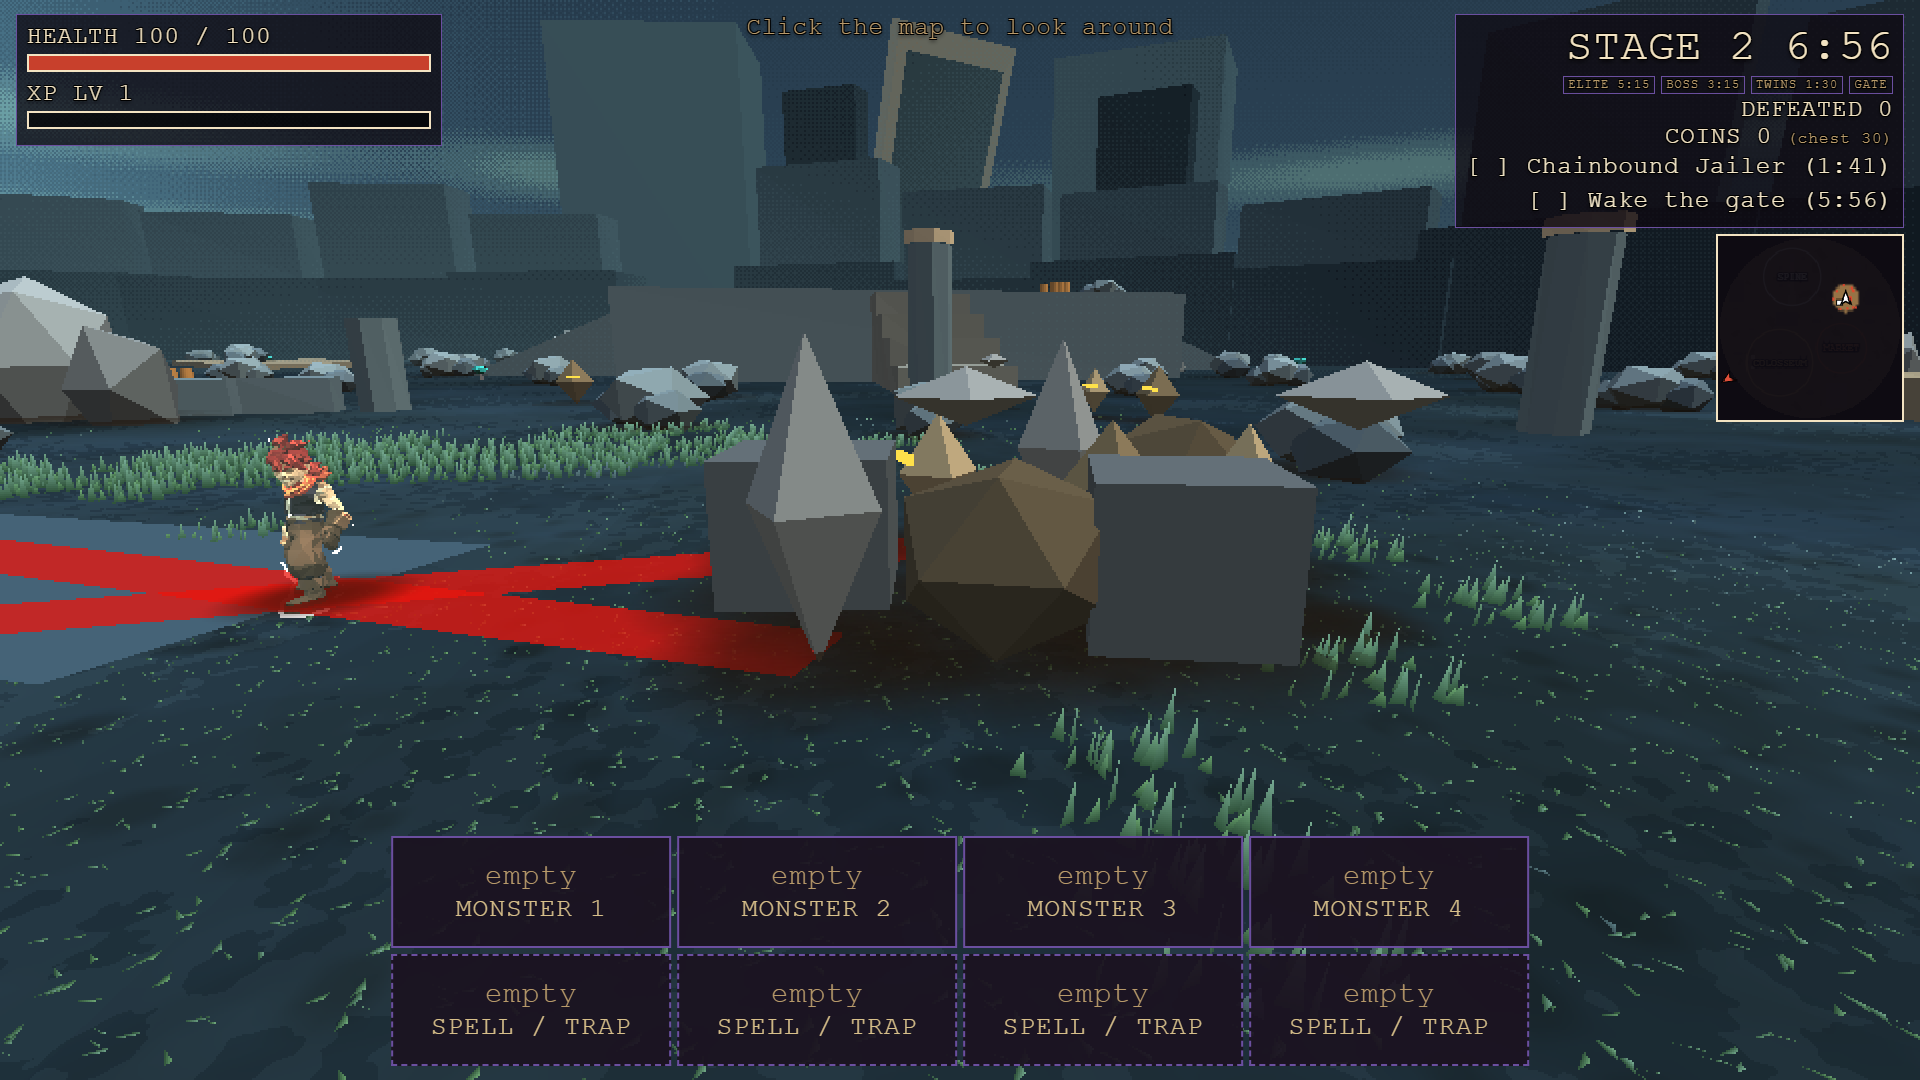 Click the map to look around
HEALTH 100 / 100
XP LV 1
STAGE 2 6:56
ELITE 5:15 BOSS 3:15 TWINS 1:30 GATE
DEFEATED 0
COINS 0 (chest 30)
[ ] Chainbound Jailer (1:41)
[ ] Wake the gate (5:56)
empty
MONSTER 1
empty
MONSTER 2
empty
MONSTER 3
empty
MONSTER 4
empty
SPELL / TRAP
empty
SPELL / TRAP
empty
SPELL / TRAP
empty
SPELL / TRAP